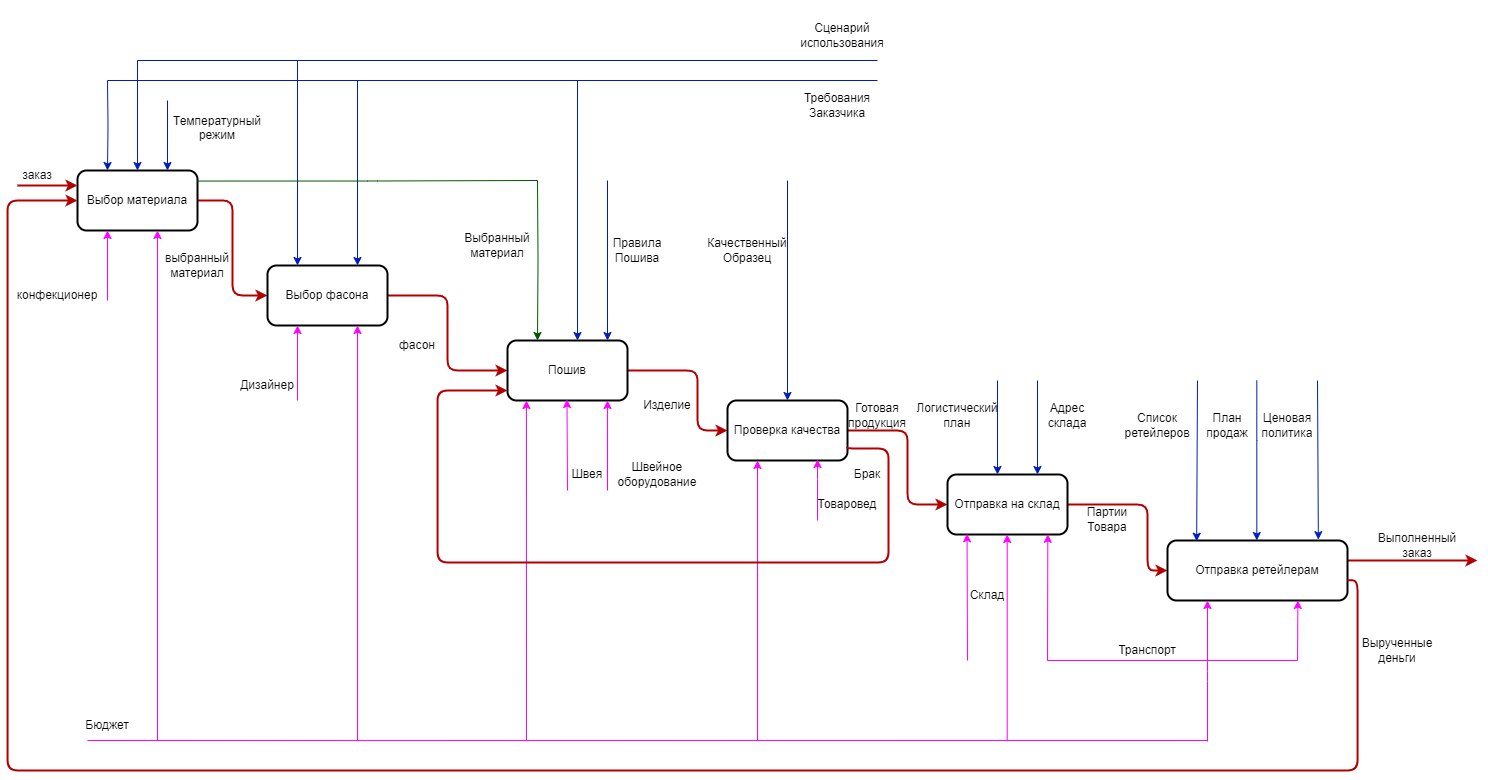 Сценарий
использования
Требования
Заказчика
Температурный
режим
заказ
Выбор материала
выбранный
материал
конфекционер
Выбор фасона
Выбранный
материал
Правила
Пошива
Качественный
Образец
фасон
Дизайнер
Пошив
Изделие
Швея
Швейное
оборудование
Проверка качества
Готовая
продукция
Брак
Товаровед
Логистический
план
Адрес
склада
Список
ретейлеров
План
продаж
Ценовая
политика
Отправка на склад
Партии
Товара
Склад
Отправка ретейлерам
Выполненный
заказ
Транспорт
Вырученные
деньги
Бюджет